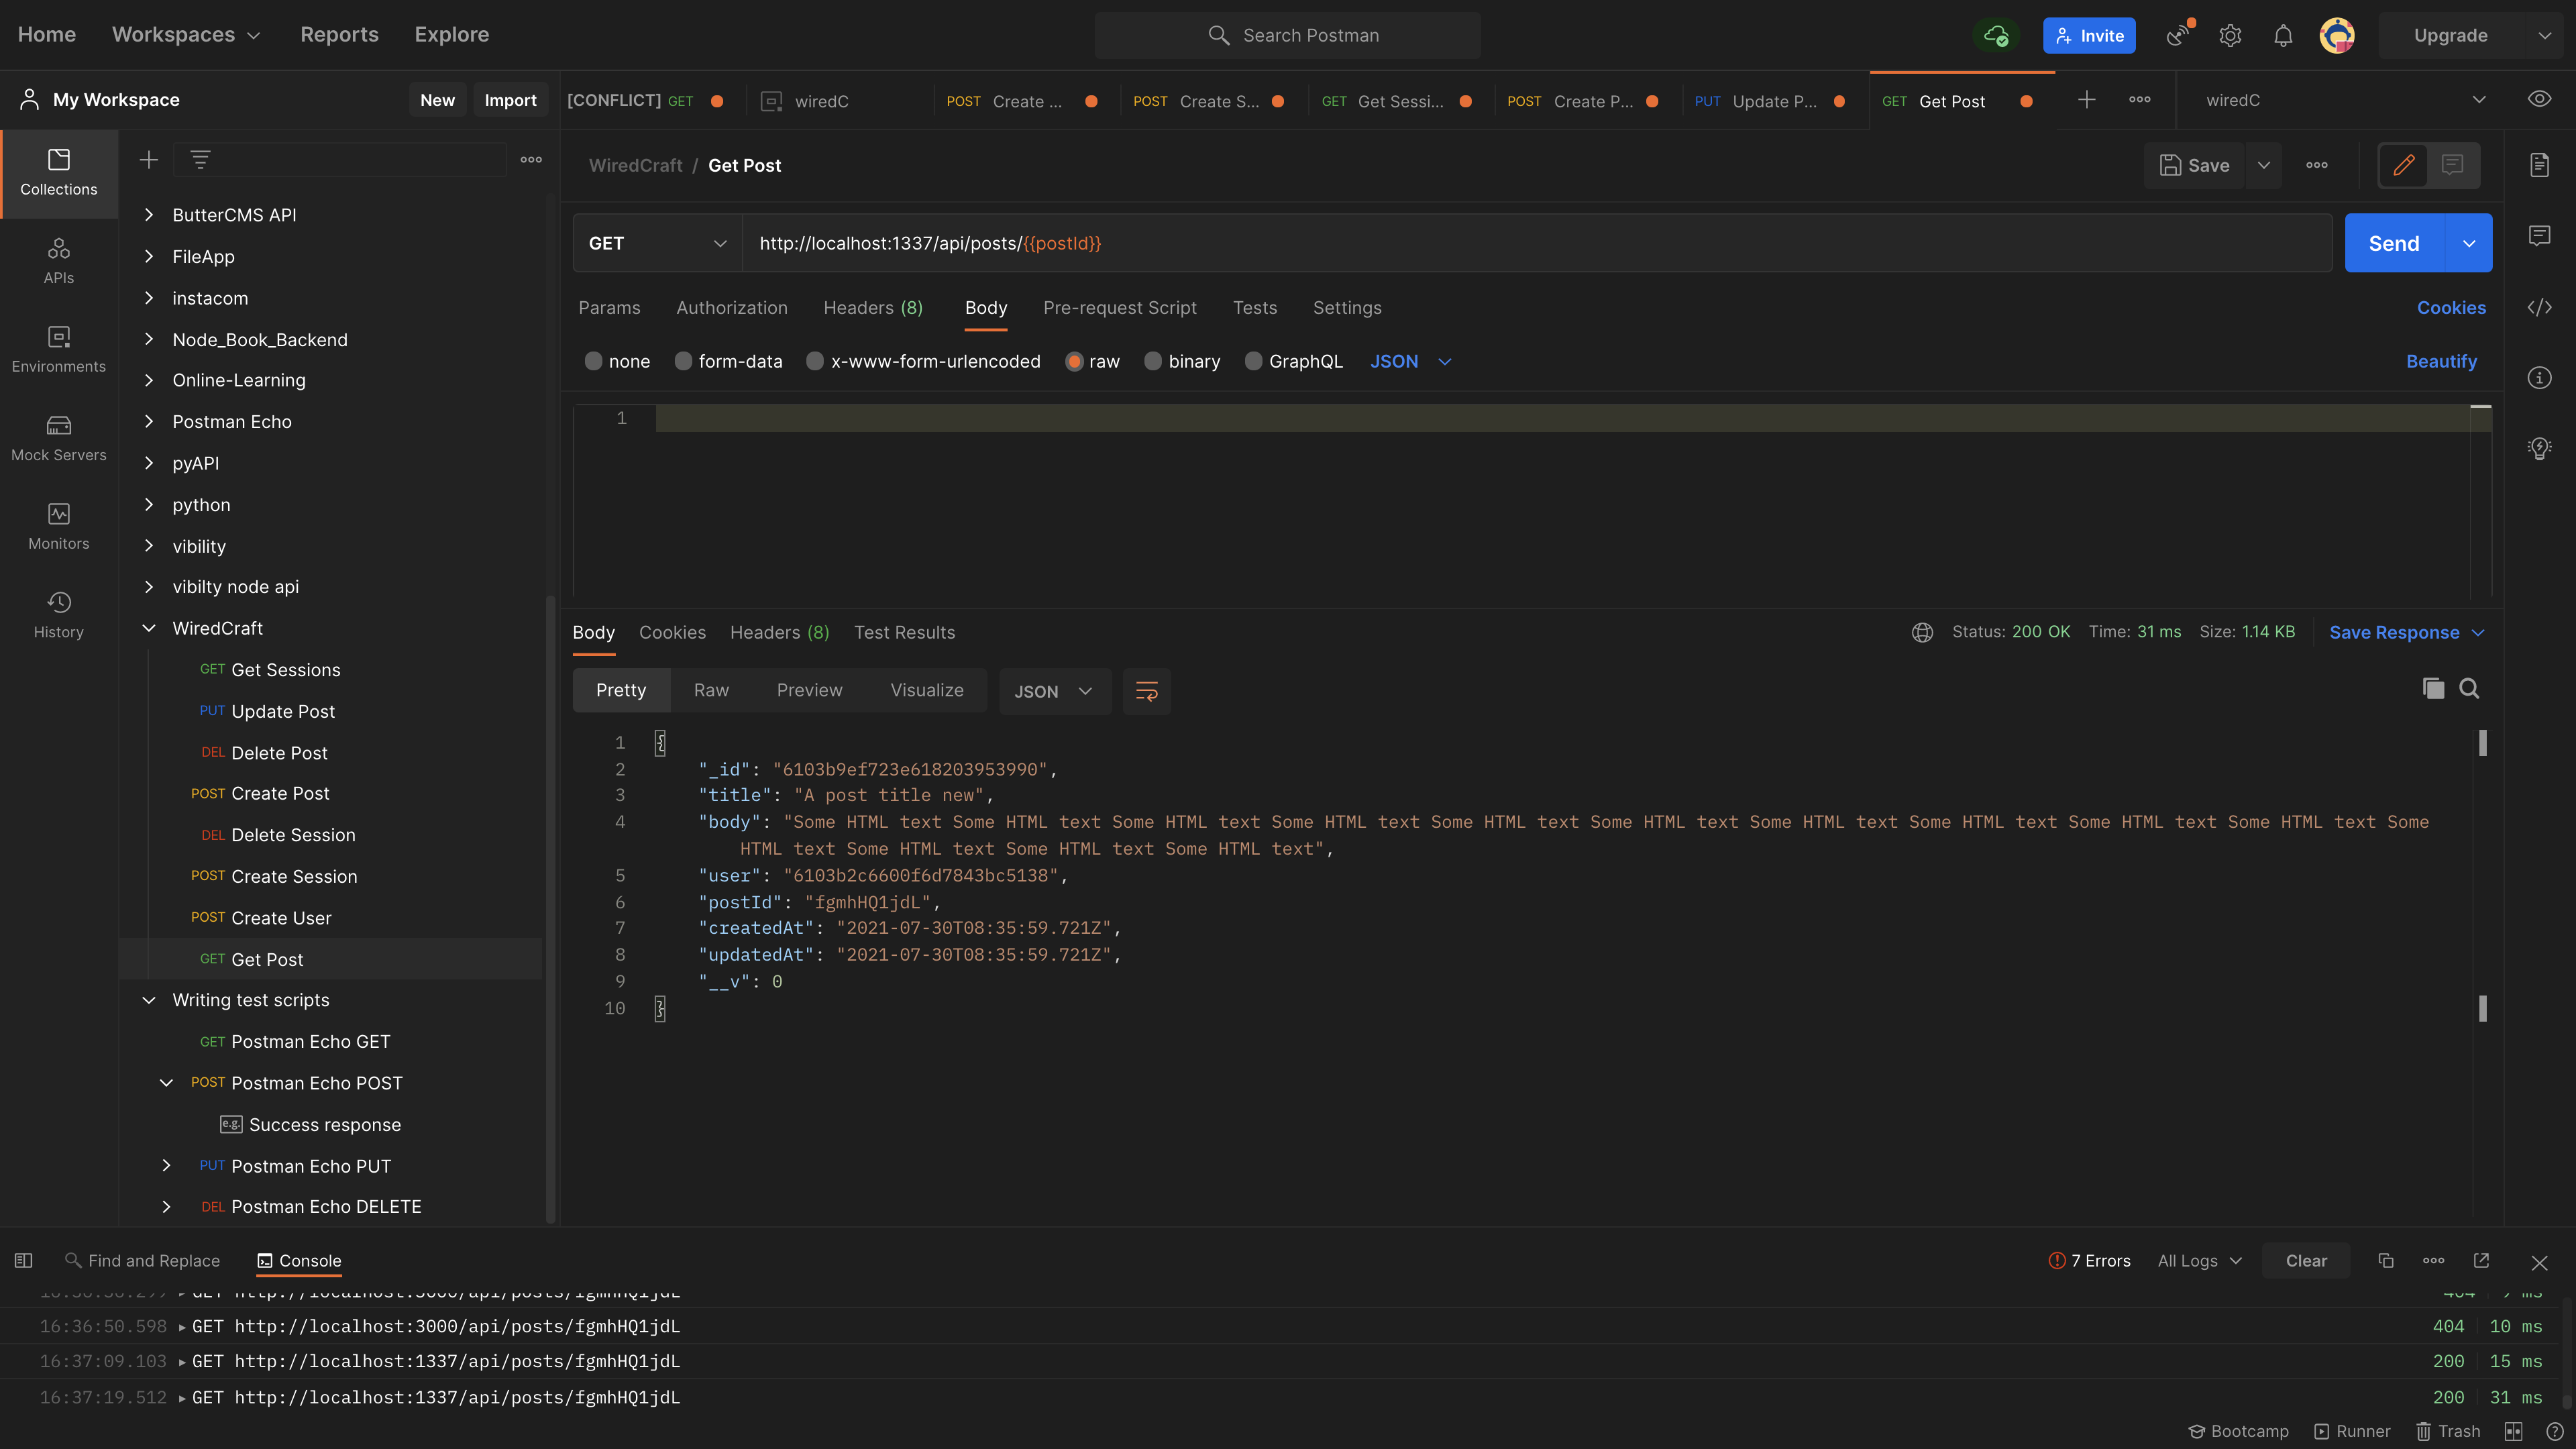 Home Workspaces Reports Explore Search Postman Invite Upgrade
My Workspace New Import
[CONFLICT] GET wiredC POST Create ... POST Create S... GET Get Sessi... POST Create P... PUT Update P... GET Get Post wiredC
Collections
APIs
Environments
Mock Servers
Monitors
History
ButterCMS API
FileApp
instacom
Node_Book_Backend
Online-Learning
Postman Echo
pyAPI
python
vibility
vibilty node api
WiredCraft
GET Get Sessions
PUT Update Post
DEL Delete Post
POST Create Post
DEL Delete Session
POST Create Session
POST Create User
GET Get Post
Writing test scripts
GET Postman Echo GET
POST Postman Echo POST
e.g. Success response
PUT Postman Echo PUT
DEL Postman Echo DELETE
WiredCraft / Get Post Save
GET http://localhost:1337/api/posts/{{postId}} Send
Params Authorization Headers (8) Body Pre-request Script Tests Settings Cookies
none form-data x-www-form-urlencoded raw binary GraphQL JSON Beautify
1
Body Cookies Headers (8) Test Results Status: 200 OK Time: 31 ms Size: 1.14 KB Save Response
Pretty Raw Preview Visualize JSON
1 {
2 "_id": "6103b9ef723e618203953990",
3 "title": "A post title new",
4 "body": "Some HTML text Some HTML text Some HTML text Some HTML text Some HTML text Some HTML text Some HTML text Some HTML text Some HTML text Some HTML text Some
HTML text Some HTML text Some HTML text Some HTML text",
5 "user": "6103b2c6600f6d7843bc5138",
6 "postId": "fgmhHQ1jdL",
7 "createdAt": "2021-07-30T08:35:59.721Z",
8 "updatedAt": "2021-07-30T08:35:59.721Z",
9 "__v": 0
10 }
Find and Replace Console 7 Errors All Logs Clear
GET http://localhost:3000/api/posts/fgmhHQ1jdL 404
16:36:50.598 GET http://localhost:3000/api/posts/fgmhHQ1jdL 404 10 ms
16:37:09.103 GET http://localhost:1337/api/posts/fgmhHQ1jdL 200 15 ms
16:37:19.512 GET http://localhost:1337/api/posts/fgmhHQ1jdL 200 31 ms
Bootcamp Runner Trash